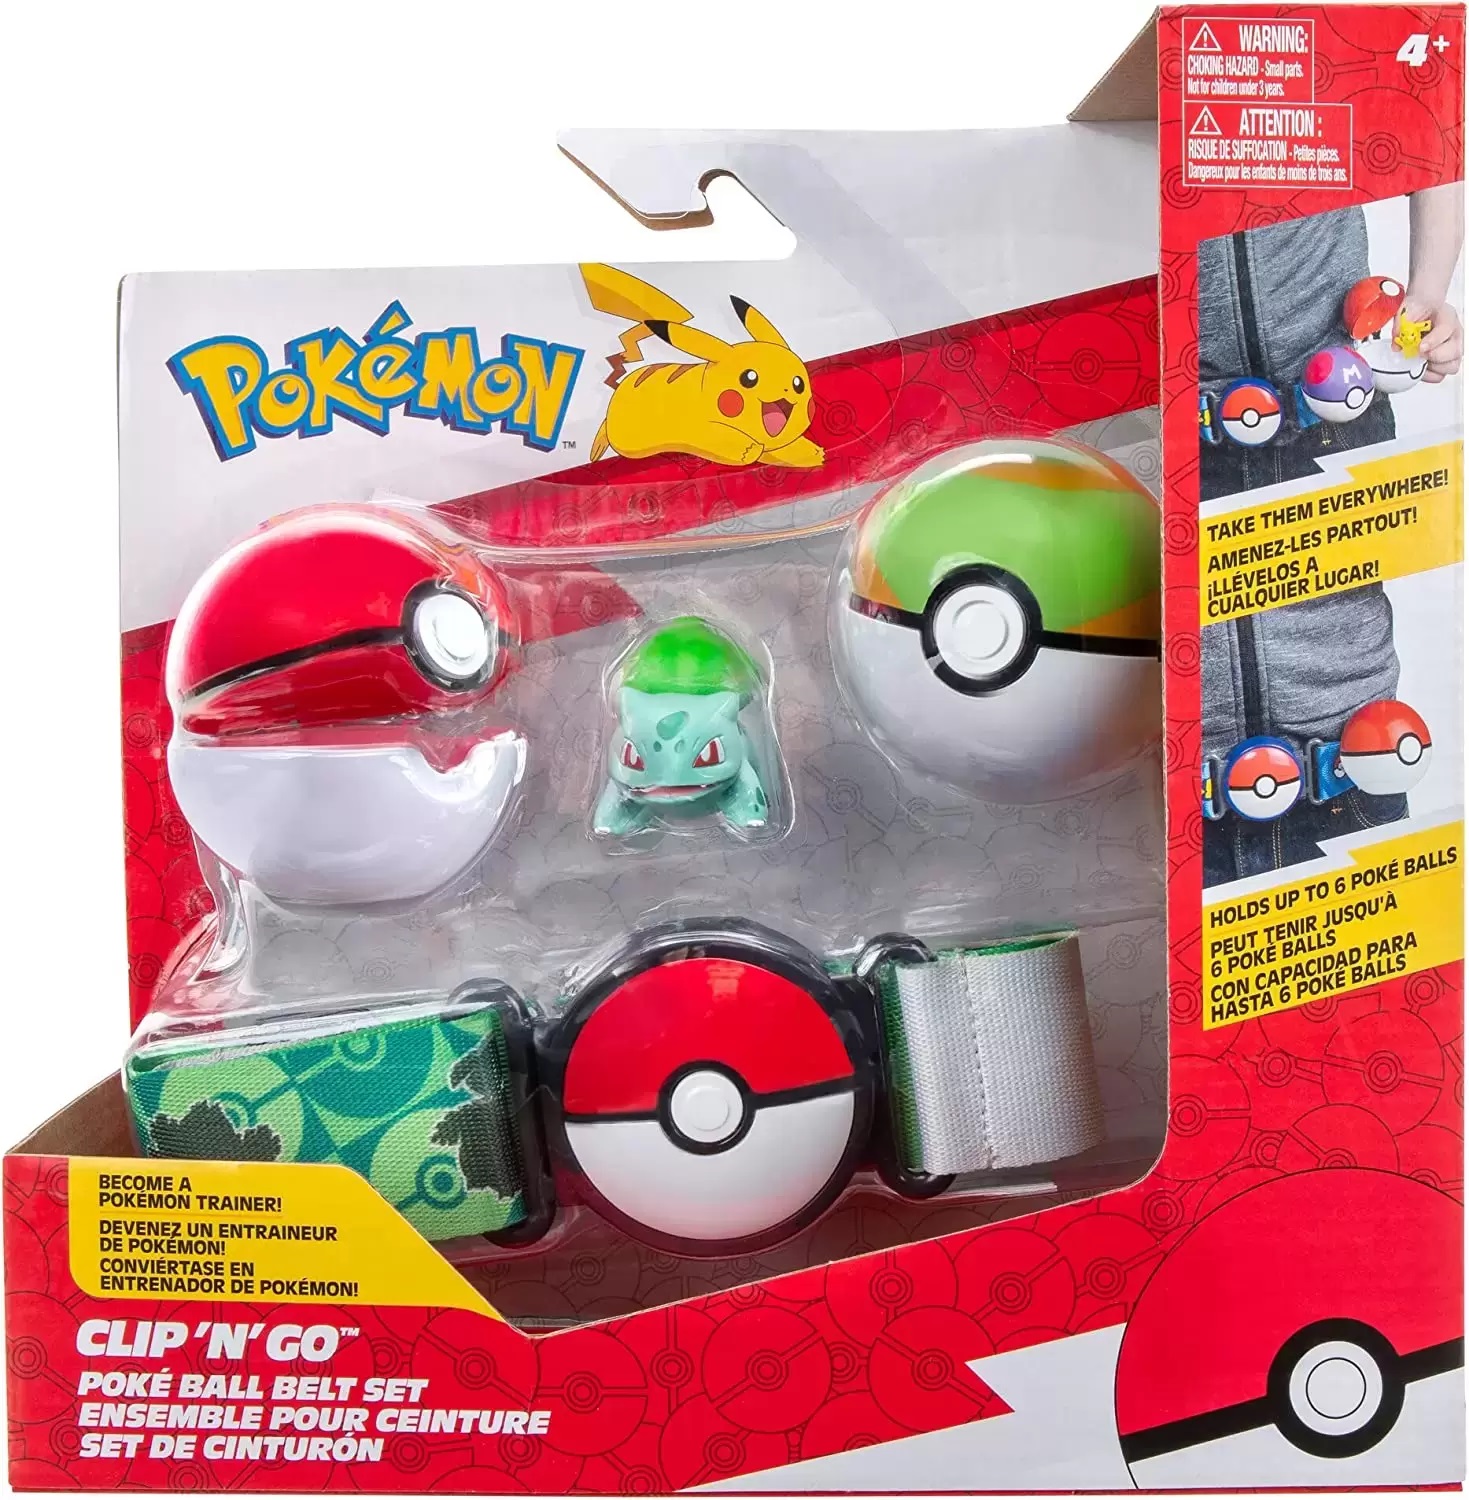 WARNING:
CHOKING HAZARD - Small parts.
Not for children under 3 years.
ATTENTION :
RISQUE DE SUFFOCATION - Petites pièces.
Dangereux pour les enfants de moins de trois ans.
4+
POKÉMON™
M
TAKE THEM EVERYWHERE!
AMENEZ-LES PARTOUT!
¡LLÉVELOS A
CUALQUIER LUGAR!
HOLDS UP TO 6 POKÉ BALLS
PEUT TENIR JUSQU'À
6 POKÉ BALLS
CON CAPACIDAD PARA
HASTA 6 POKÉ BALLS
BECOME A
POKÉMON TRAINER!
DEVENEZ UN ENTRAINEUR
DE POKÉMON!
CONVIÉRTASE EN
ENTRENADOR DE POKÉMON!
CLIP 'N' GO™
POKÉ BALL BELT SET
ENSEMBLE POUR CEINTURE
SET DE CINTURÓN